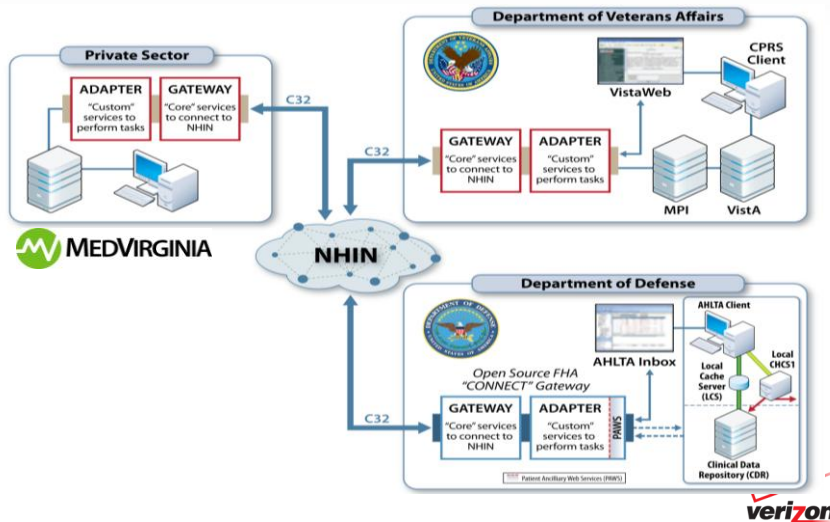 Private Sector
ADAPTER
"Custom"
services to
perform tasks
GATEWAY
"Core" services
to connect to
NHIN
C32
MEDVIRGINIA
NHIN
Department of Veterans Affairs
CPRS
Client
VistaWeb
C32
GATEWAY
"Core" services
to connect to
NHIN
ADAPTER
"Custom"
services to
perform tasks
MPI
VistA
Department of Defense
AHLTA Client
AHLTA Inbox
Local
CHCS1
Local
Cache
Server
(LCS)
Open Source FHA
"CONNECT" Gateway
C32
GATEWAY
"Core" services
to connect to
NHIN
ADAPTER
"Custom"
services to
perform tasks
PAWS
Clinical Data
Repository (CDR)
Patient Ancilliary Web Services (PAWS)
verizon